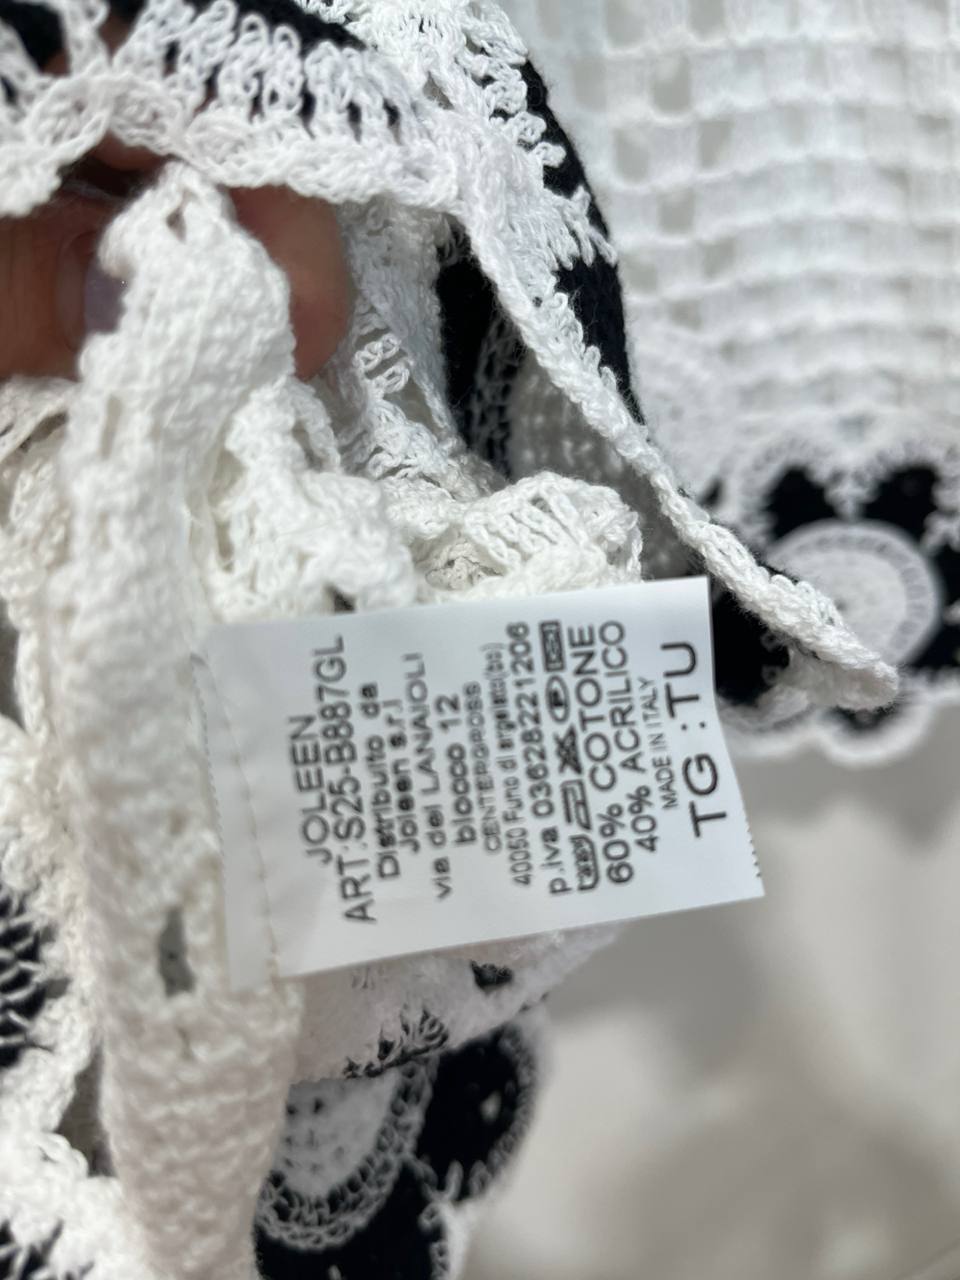 JOLEEN
ART:S25-B887GL
Distribuito da
Joleen s.r.l
via dei LANAIOLI
blocco 12
CENTERGROSS
40050 Funo di argelato(bo)
p.iva 03628221206
60% COTONE
40% ACRILICO
MADE IN ITALY
TG :TU